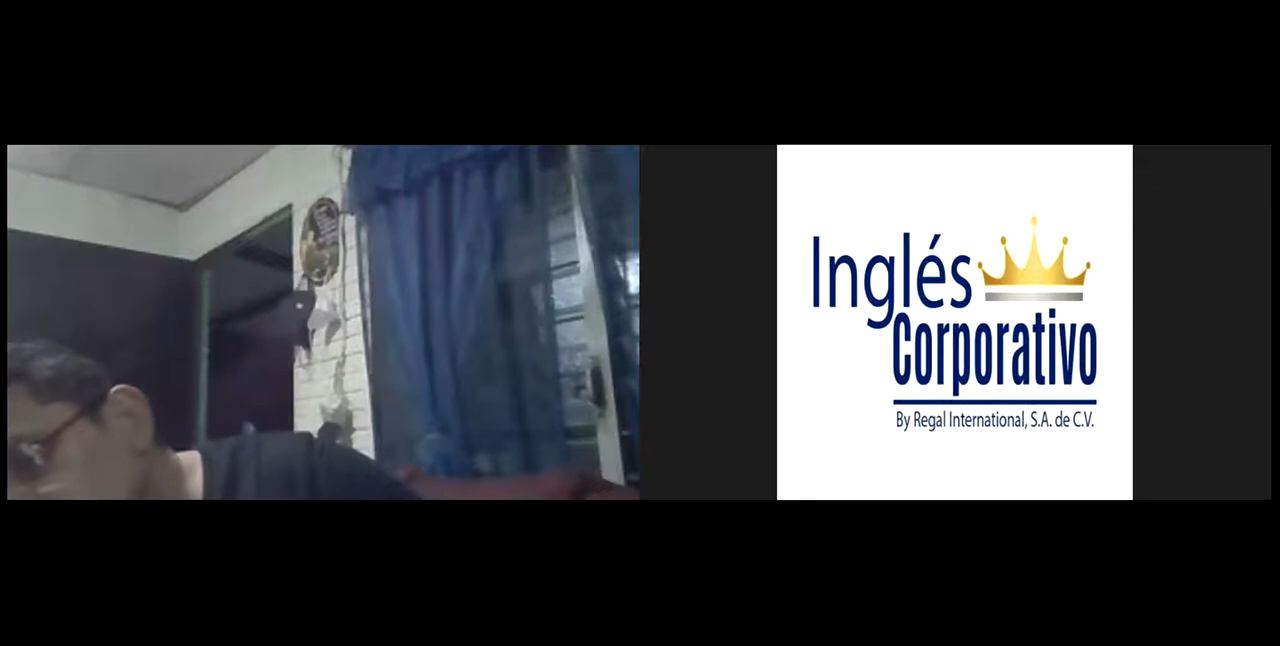 Inglés
Corporativo
By Regal International, S.A. de C.V.